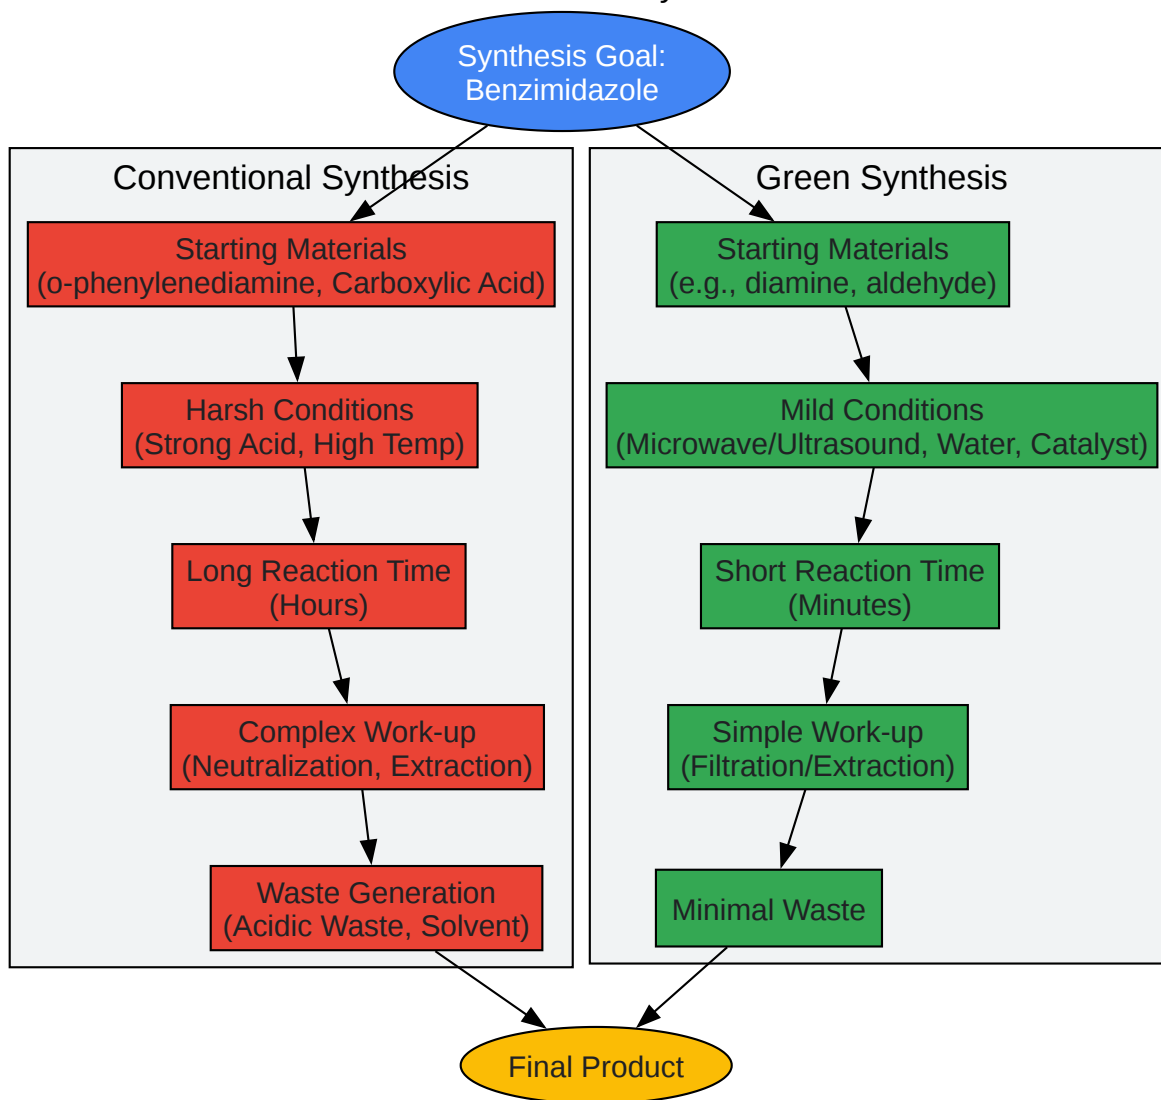 Synthesis Goal:
Benzimidazole
Conventional Synthesis
Starting Materials
(o-phenylenediamine, Carboxylic Acid)
Harsh Conditions
(Strong Acid, High Temp)
Long Reaction Time
(Hours)
Complex Work-up
(Neutralization, Extraction)
Waste Generation
(Acidic Waste, Solvent)
Green Synthesis
Starting Materials
(e.g., diamine, aldehyde)
Mild Conditions
(Microwave/Ultrasound, Water, Catalyst)
Short Reaction Time
(Minutes)
Simple Work-up
(Filtration/Extraction)
Minimal Waste
Final Product